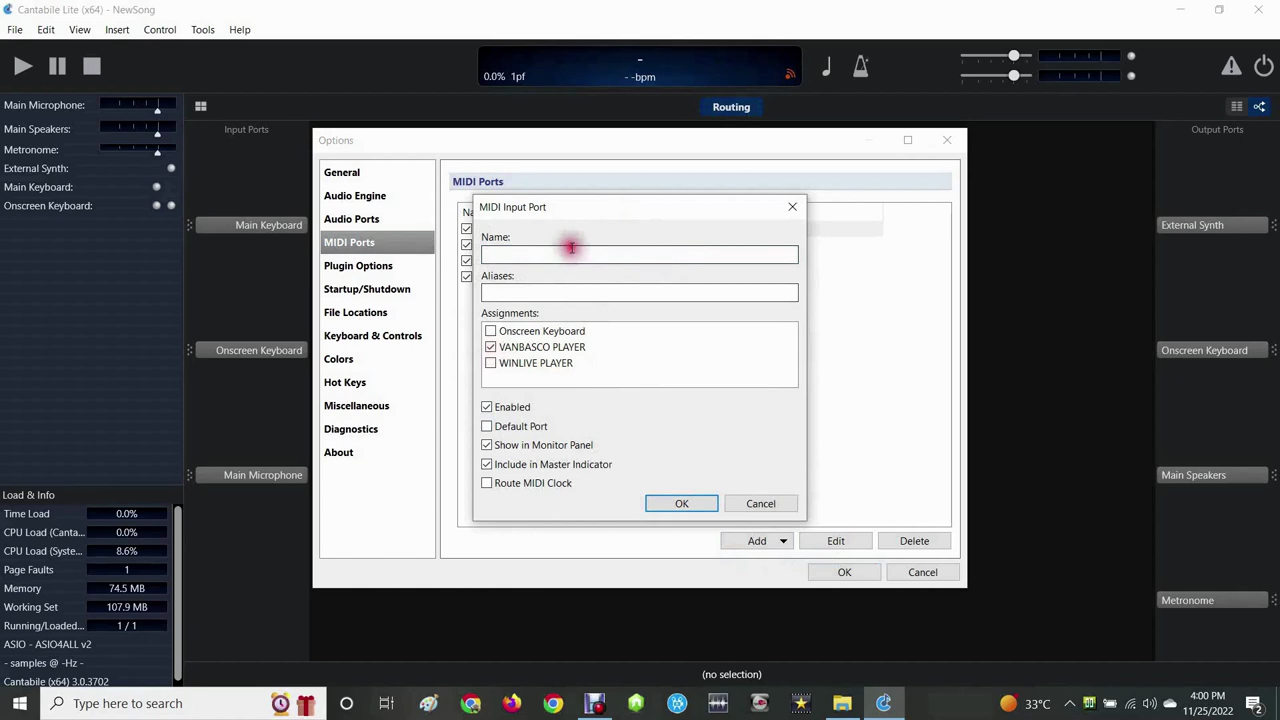 Cantabile Lite (x64) - NewSong
File Edit View Insert Control Tools Help
-
0.0% 1pf - -bpm
Main Microphone:
Main Speakers:
Metronome:
External Synth:
Main Keyboard:
Onscreen Keyboard:
Routing
Input Ports
Output Ports
Main Keyboard
Onscreen Keyboard
Main Microphone
External Synth
Onscreen Keyboard
Main Speakers
Metronome
Options
General
Audio Engine
Audio Ports
MIDI Ports
Plugin Options
Startup/Shutdown
File Locations
Keyboard & Controls
Colors
Hot Keys
Miscellaneous
Diagnostics
About
MIDI Ports
Na
MIDI Input Port
Name:
Aliases:
Assignments:
Onscreen Keyboard
VANBASCO PLAYER
WINLIVE PLAYER
Enabled
Default Port
Show in Monitor Panel
Include in Master Indicator
Route MIDI Clock
OK Cancel
Add Edit Delete
OK Cancel
Load & Info
Time Load 0.0%
CPU Load (Canta... 0.0%
CPU Load (Syste... 8.6%
Page Faults 1
Memory 74.5 MB
Working Set 107.9 MB
Running/Loaded... 1 / 1
ASIO - ASIO4ALL v2
- samples @ -Hz -
Cantabile (x64) 3.0.3702
(no selection)
Type here to search
33°C
4:00 PM
11/25/2022